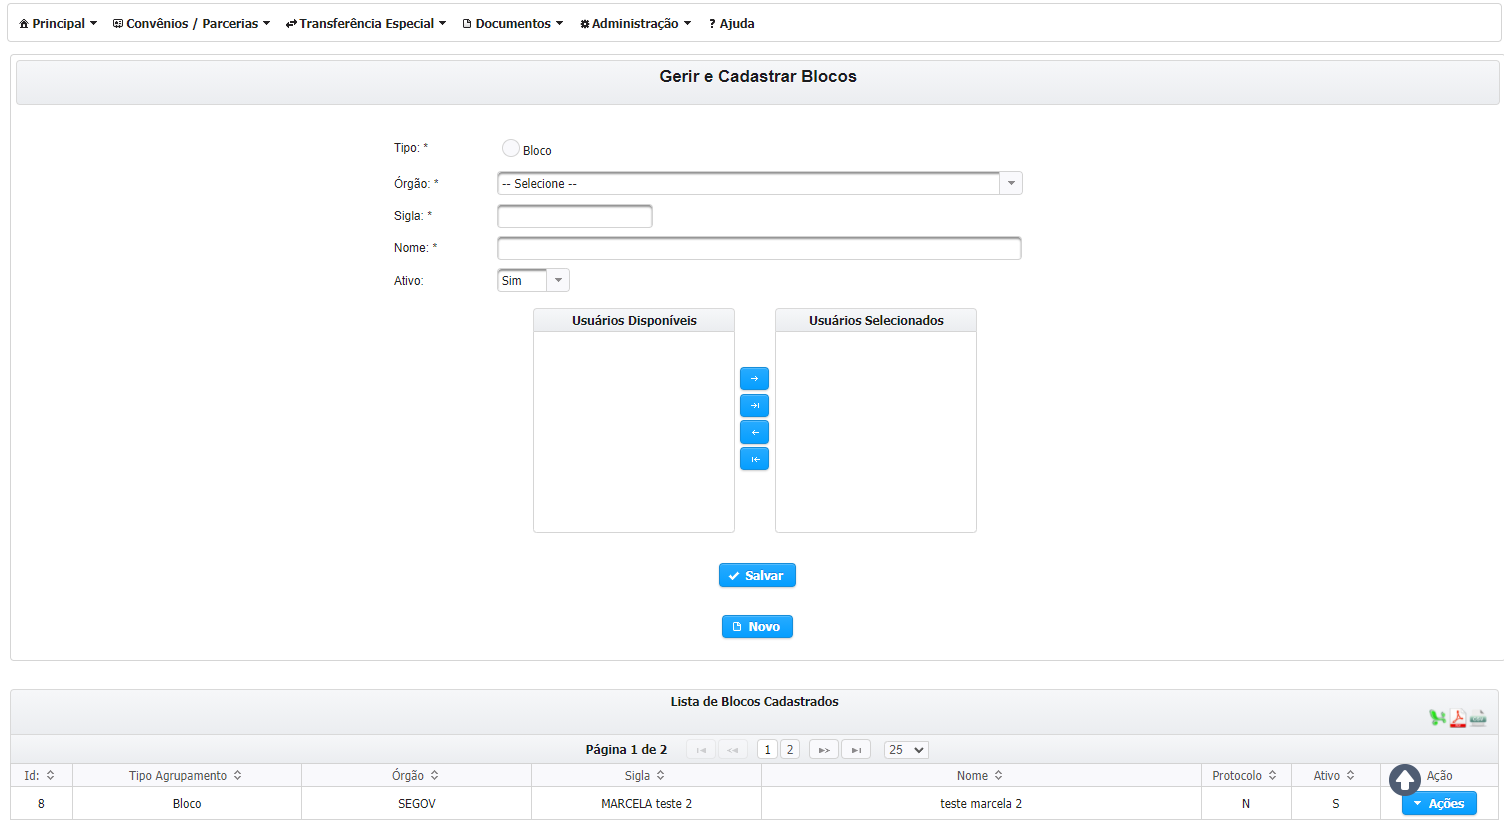 Principal Convênios / Parcerias Transferência Especial Documentos Administração ? Ajuda
Gerir e Cadastrar Blocos
Tipo: * Bloco
Órgão: * -- Selecione --
Sigla: *
Nome: *
Ativo: Sim
Usuários Disponíveis Usuários Selecionados
Salvar
Novo
Lista de Blocos Cadastrados
Página 1 de 2 1 2 25
Id: Tipo Agrupamento Órgão Sigla Nome Protocolo Ativo Ação
8 Bloco SEGOV MARCELA teste 2 teste marcela 2 N S Ações